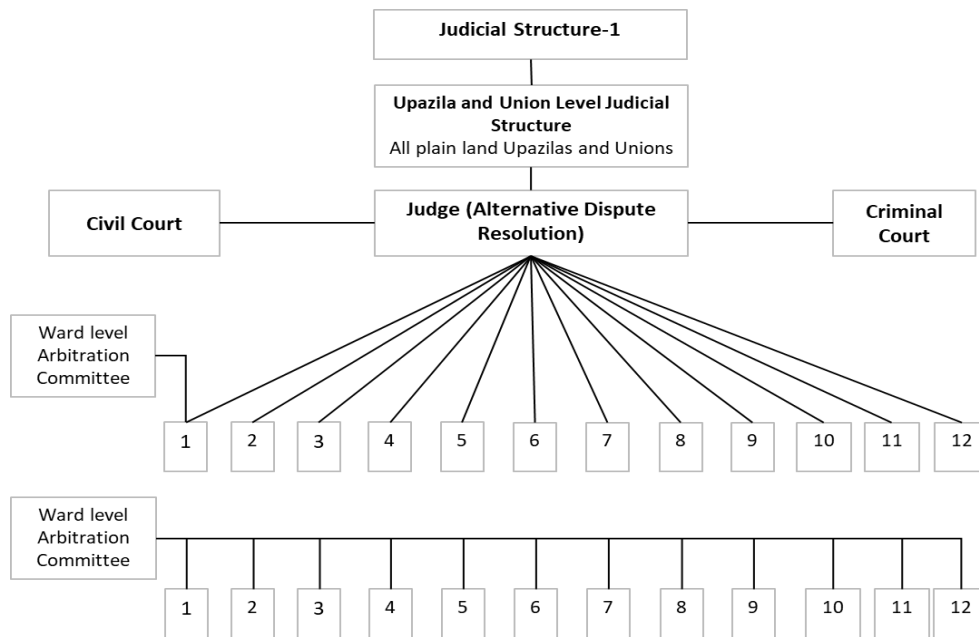 Judicial Structure-1
Upazila and Union Level Judicial
Structure
All plain land Upazilas and Unions
Civil Court
Judge (Alternative Dispute
Resolution)
Criminal
Court
Ward level
Arbitration
Committee
1 2 3 4 5 6 7 8 9 10 11 12
Ward level
Arbitration
Committee
1 2 3 4 5 6 7 8 9 10 11 12